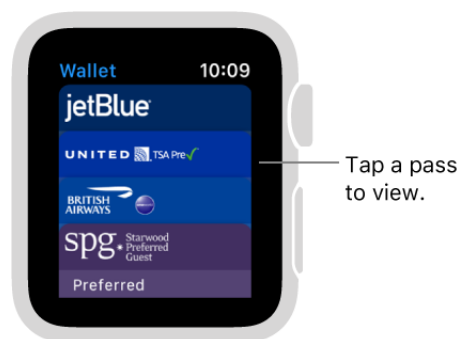 Wallet 10:09
jetBlue
UNITED TSA Pre✓
BRITISH
AIRWAYS
spg. Starwood
Preferred
Guest
Preferred
Tap a pass
to view.